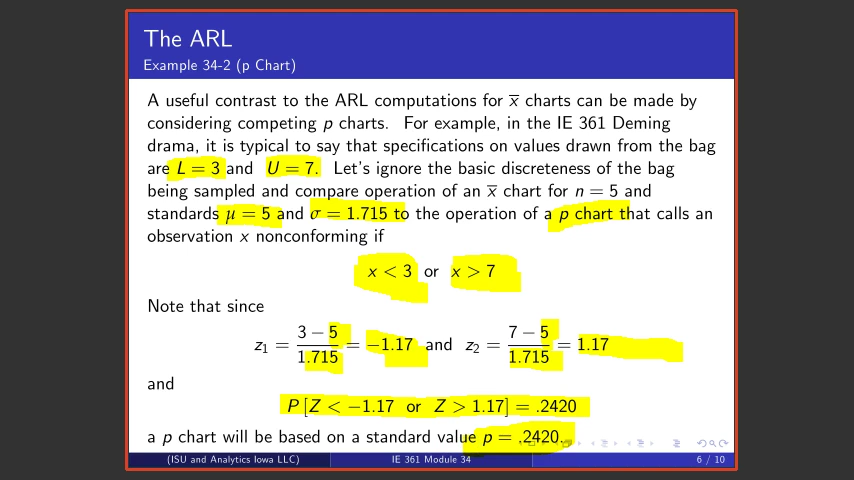 The ARL
Example 34-2 (p Chart)
A useful contrast to the ARL computations for x̅ charts can be made by
considering competing p charts. For example, in the IE 361 Deming
drama, it is typical to say that specifications on values drawn from the bag
are L = 3 and U = 7. Let's ignore the basic discreteness of the bag
being sampled and compare operation of an x̅ chart for n = 5 and
standards μ = 5 and σ = 1.715 to the operation of a p chart that calls an
observation x nonconforming if
x < 3 or x > 7
Note that since
z₁ = (3 − 5)/1.715 = −1.17 and z₂ = (7 − 5)/1.715 = 1.17
and
P [Z < −1.17 or Z > 1.17] = .2420
a p chart will be based on a standard value p = .2420.
(ISU and Analytics Iowa LLC) IE 361 Module 34 6 / 10